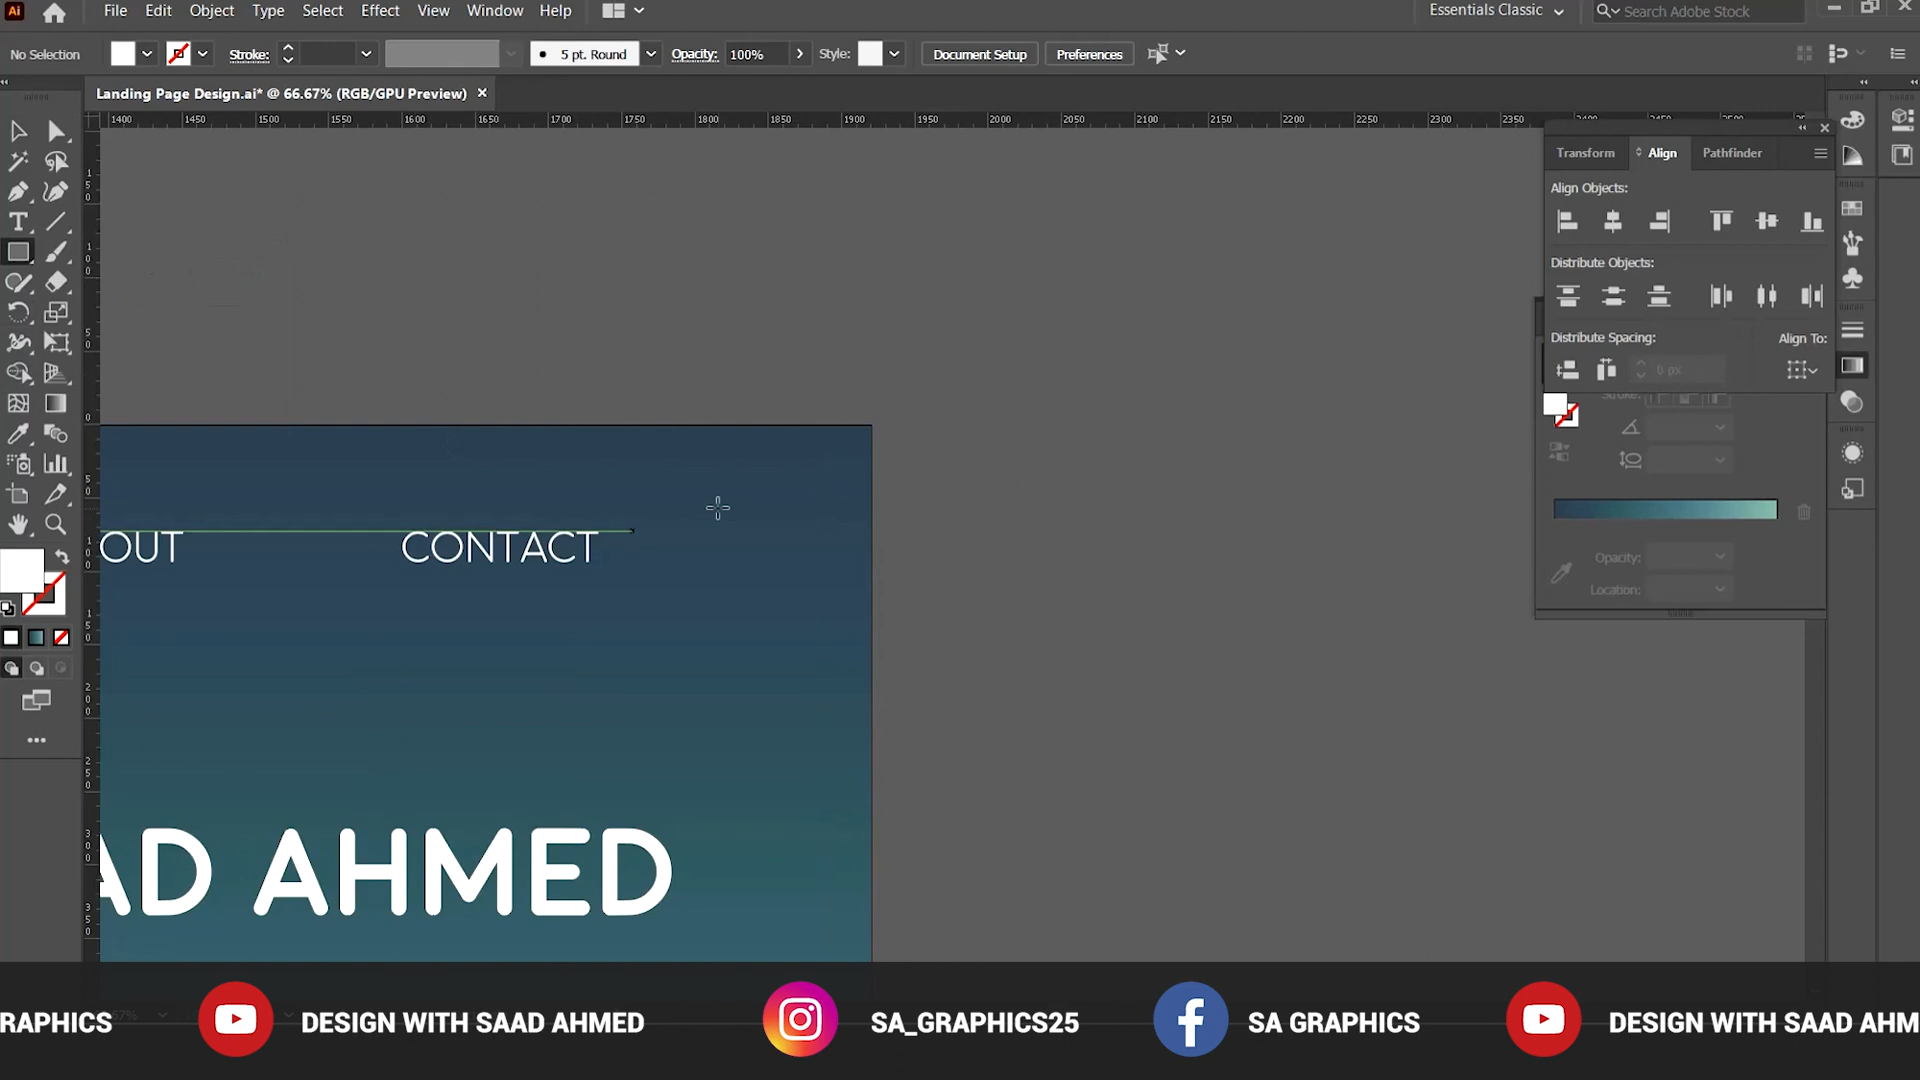 Ai File Edit Object Type Select Effect View Window Help Essentials Classic Search Adobe Stock
No Selection Stroke: 5 pt. Round Opacity: 100% Style: Document Setup Preferences
Landing Page Design.ai* @ 66.67% (RGB/GPU Preview)
1400 1450 1500 1550 1600 1650 1700 1750 1800 1850 1900 1950 2000 2050 2100 2150 2200 2250 2300 2350
Transform Align Pathfinder
Align Objects:
Distribute Objects:
Distribute Spacing: Align To:
0 px
Stroke:
OUT CONTACT
Opacity:
Location:
AD AHMED
RAPHICS DESIGN WITH SAAD AHMED SA_GRAPHICS25 SA GRAPHICS DESIGN WITH SAAD AHM